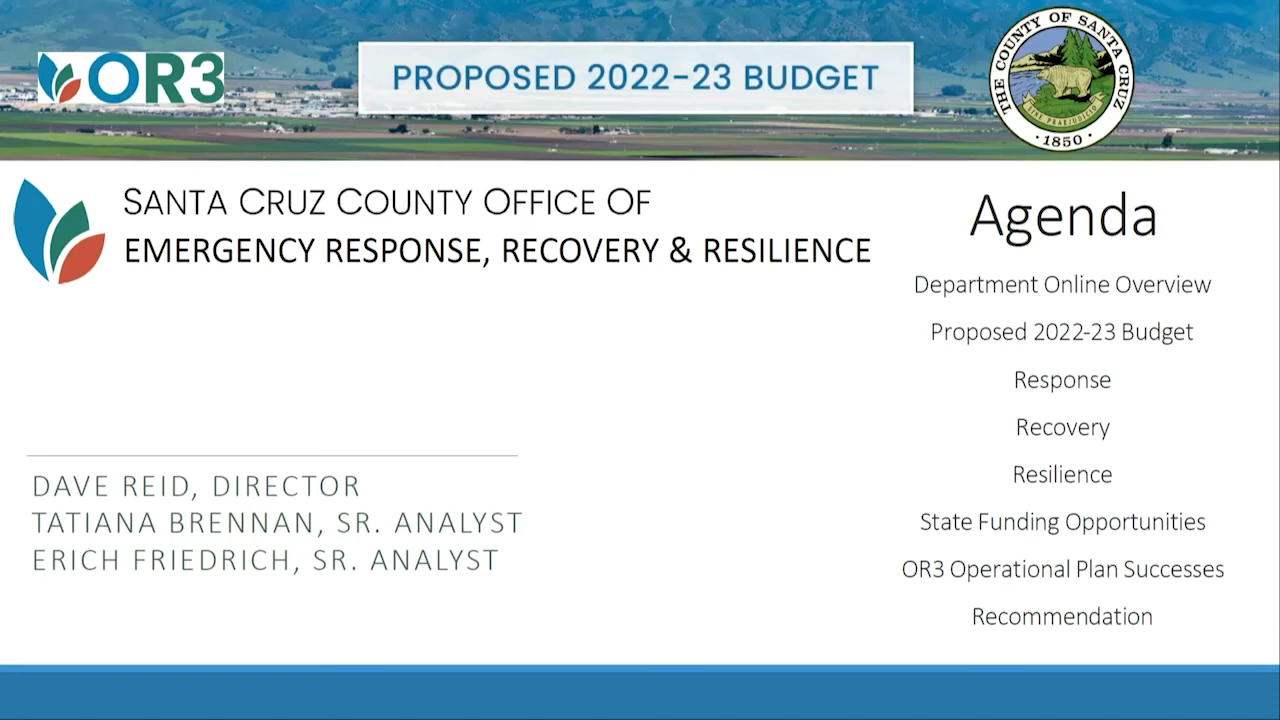 OR3
PROPOSED 2022-23 BUDGET
THE COUNTY OF SANTA CRUZ
SINE PRAEJUDICIO
1850
SANTA CRUZ COUNTY OFFICE OF
EMERGENCY RESPONSE, RECOVERY & RESILIENCE
DAVE REID, DIRECTOR
TATIANA BRENNAN, SR. ANALYST
ERICH FRIEDRICH, SR. ANALYST
Agenda
Department Online Overview
Proposed 2022-23 Budget
Response
Recovery
Resilience
State Funding Opportunities
OR3 Operational Plan Successes
Recommendation